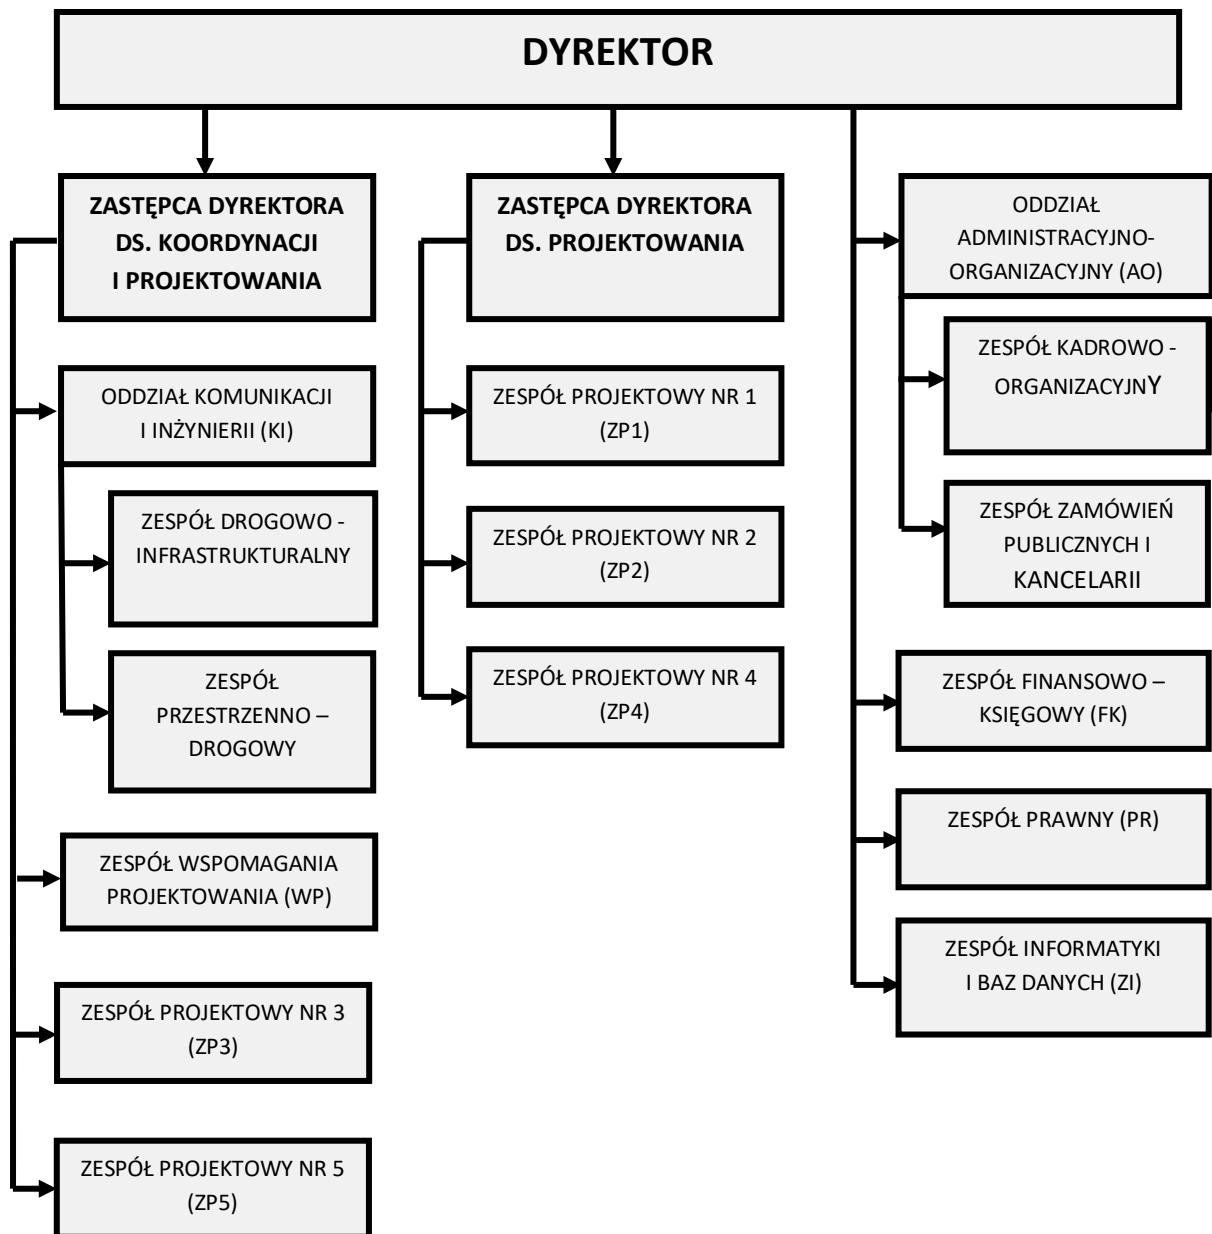 DYREKTOR
ZASTĘPCA DYREKTORA
DS. KOORDYNACJI
I PROJEKTOWANIA
ODDZIAŁ KOMUNIKACJI
I INŻYNIERII (KI)
ZESPÓŁ DROGOWO -
INFRASTRUKTURALNY
ZESPÓŁ
PRZESTRZENNO –
DROGOWY
ZESPÓŁ WSPOMAGANIA
PROJEKTOWANIA (WP)
ZESPÓŁ PROJEKTOWY NR 3
(ZP3)
ZESPÓŁ PROJEKTOWY NR 5
(ZP5)
ZASTĘPCA DYREKTORA
DS. PROJEKTOWANIA
ZESPÓŁ PROJEKTOWY NR 1
(ZP1)
ZESPÓŁ PROJEKTOWY NR 2
(ZP2)
ZESPÓŁ PROJEKTOWY NR 4
(ZP4)
ODDZIAŁ
ADMINISTRACYJNO-
ORGANIZACYJNY (AO)
ZESPÓŁ KADROWO -
ORGANIZACYJNY
ZESPÓŁ ZAMÓWIEŃ
PUBLICZNYCH I
KANCELARII
ZESPÓŁ FINANSOWO –
KSIĘGOWY (FK)
ZESPÓŁ PRAWNY (PR)
ZESPÓŁ INFORMATYKI
I BAZ DANYCH (ZI)